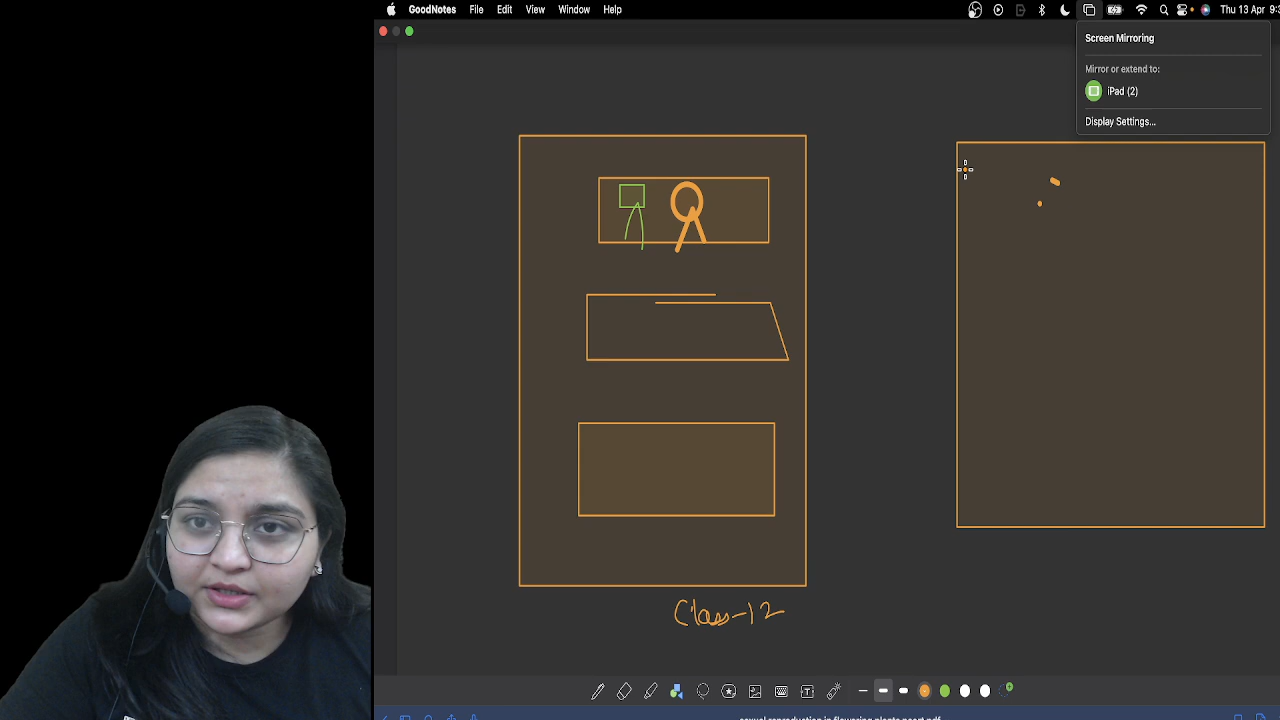 GoodNotes File Edit View Window Help
Thu 13 Apr
Screen Mirroring
Mirror or extend to:
iPad (2)
Display Settings...
Class-12